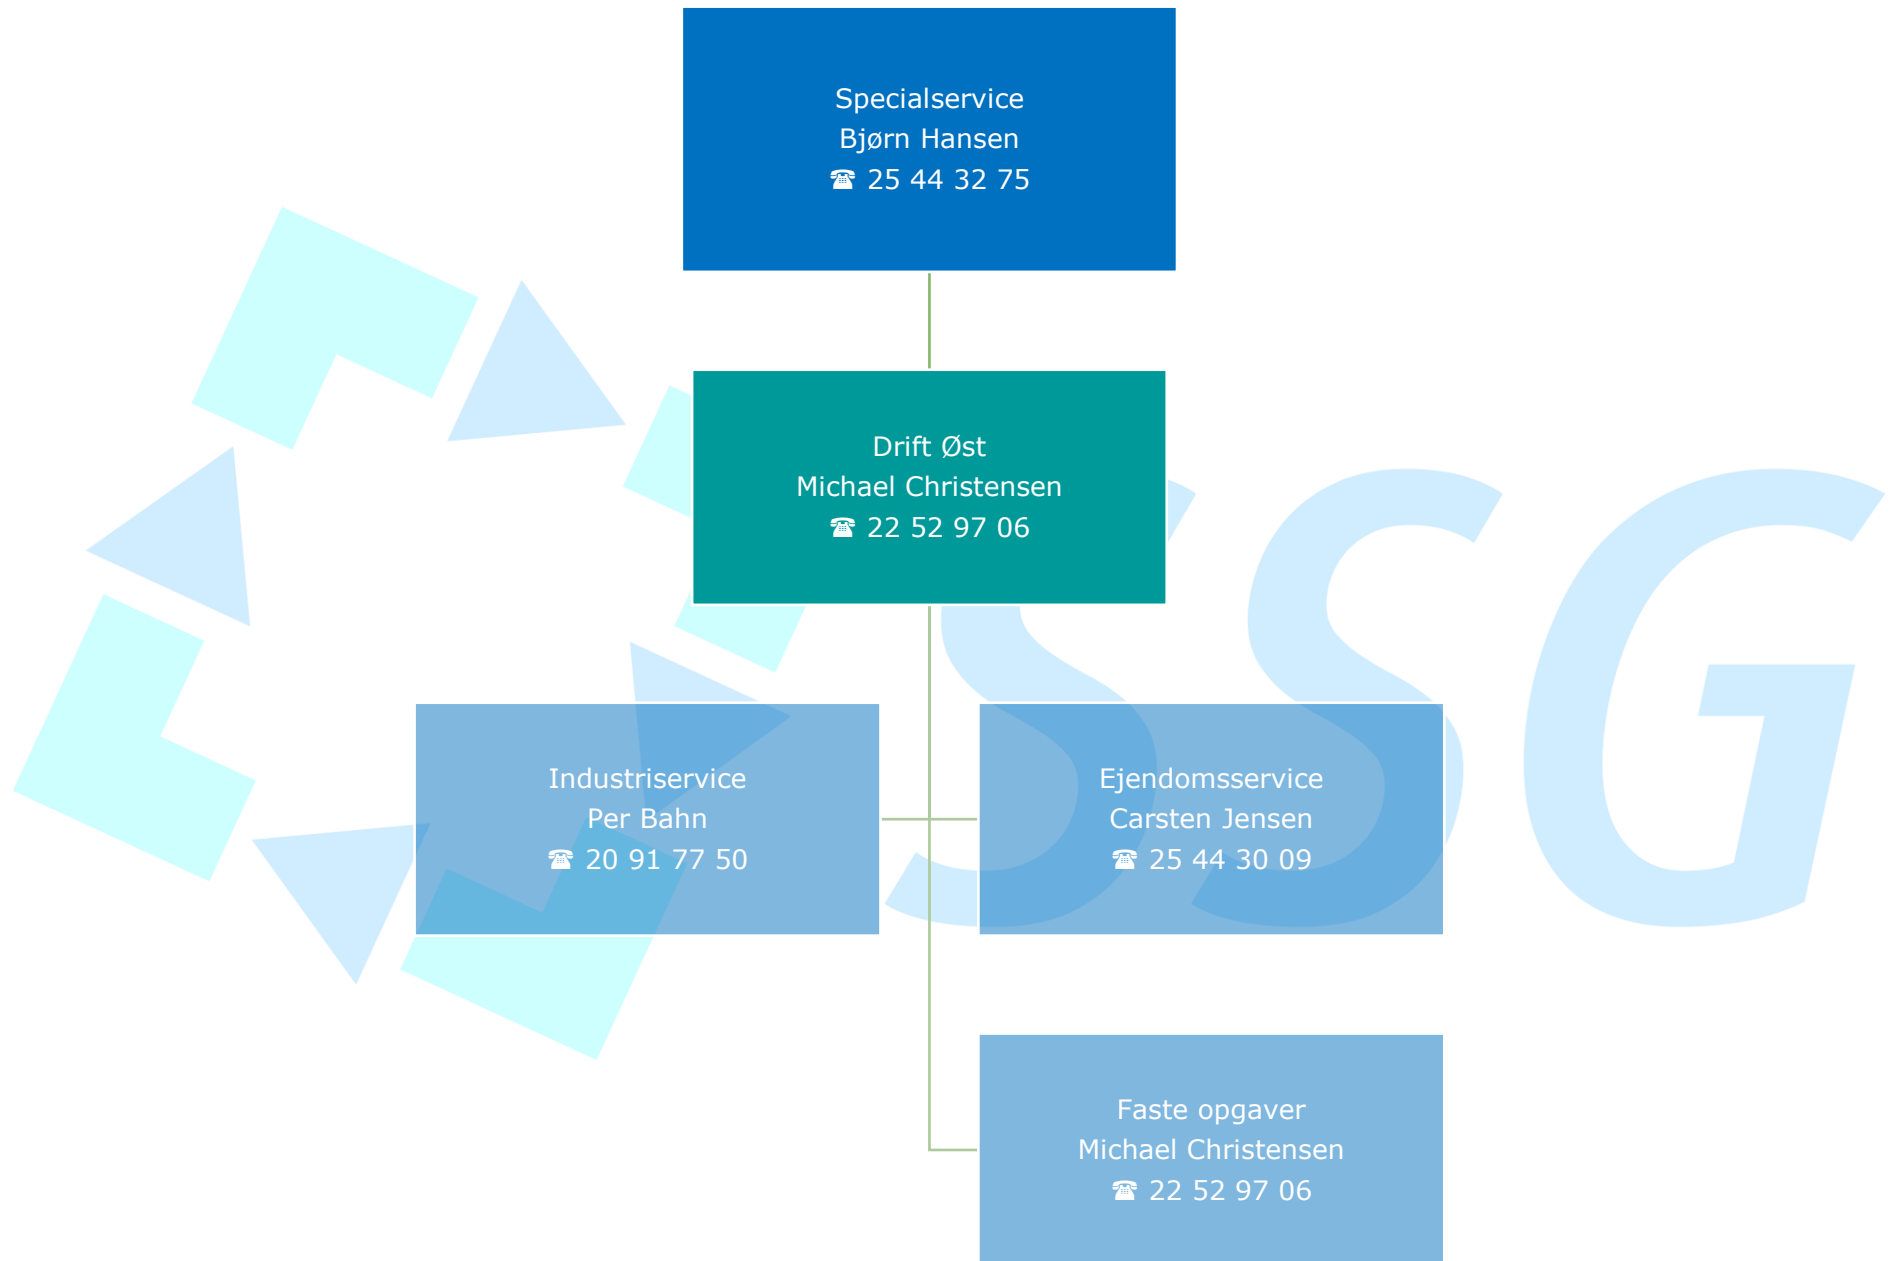 Specialservice
Bjørn Hansen
☎ 25 44 32 75
Drift Øst
Michael Christensen
☎ 22 52 97 06
Industriservice
Per Bahn
☎ 20 91 77 50
Ejendomsservice
Carsten Jensen
☎ 25 44 30 09
Faste opgaver
Michael Christensen
☎ 22 52 97 06
SSG